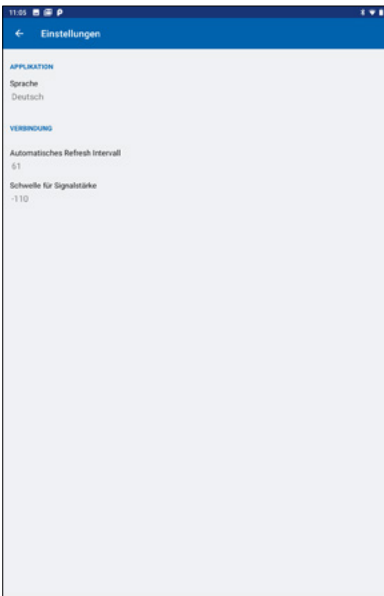 11:05
Einstellungen
APPLIKATION
Sprache
Deutsch
VERBINDUNG
Automatisches Refresh Intervall
61
Schwelle für Signalstärke
-110